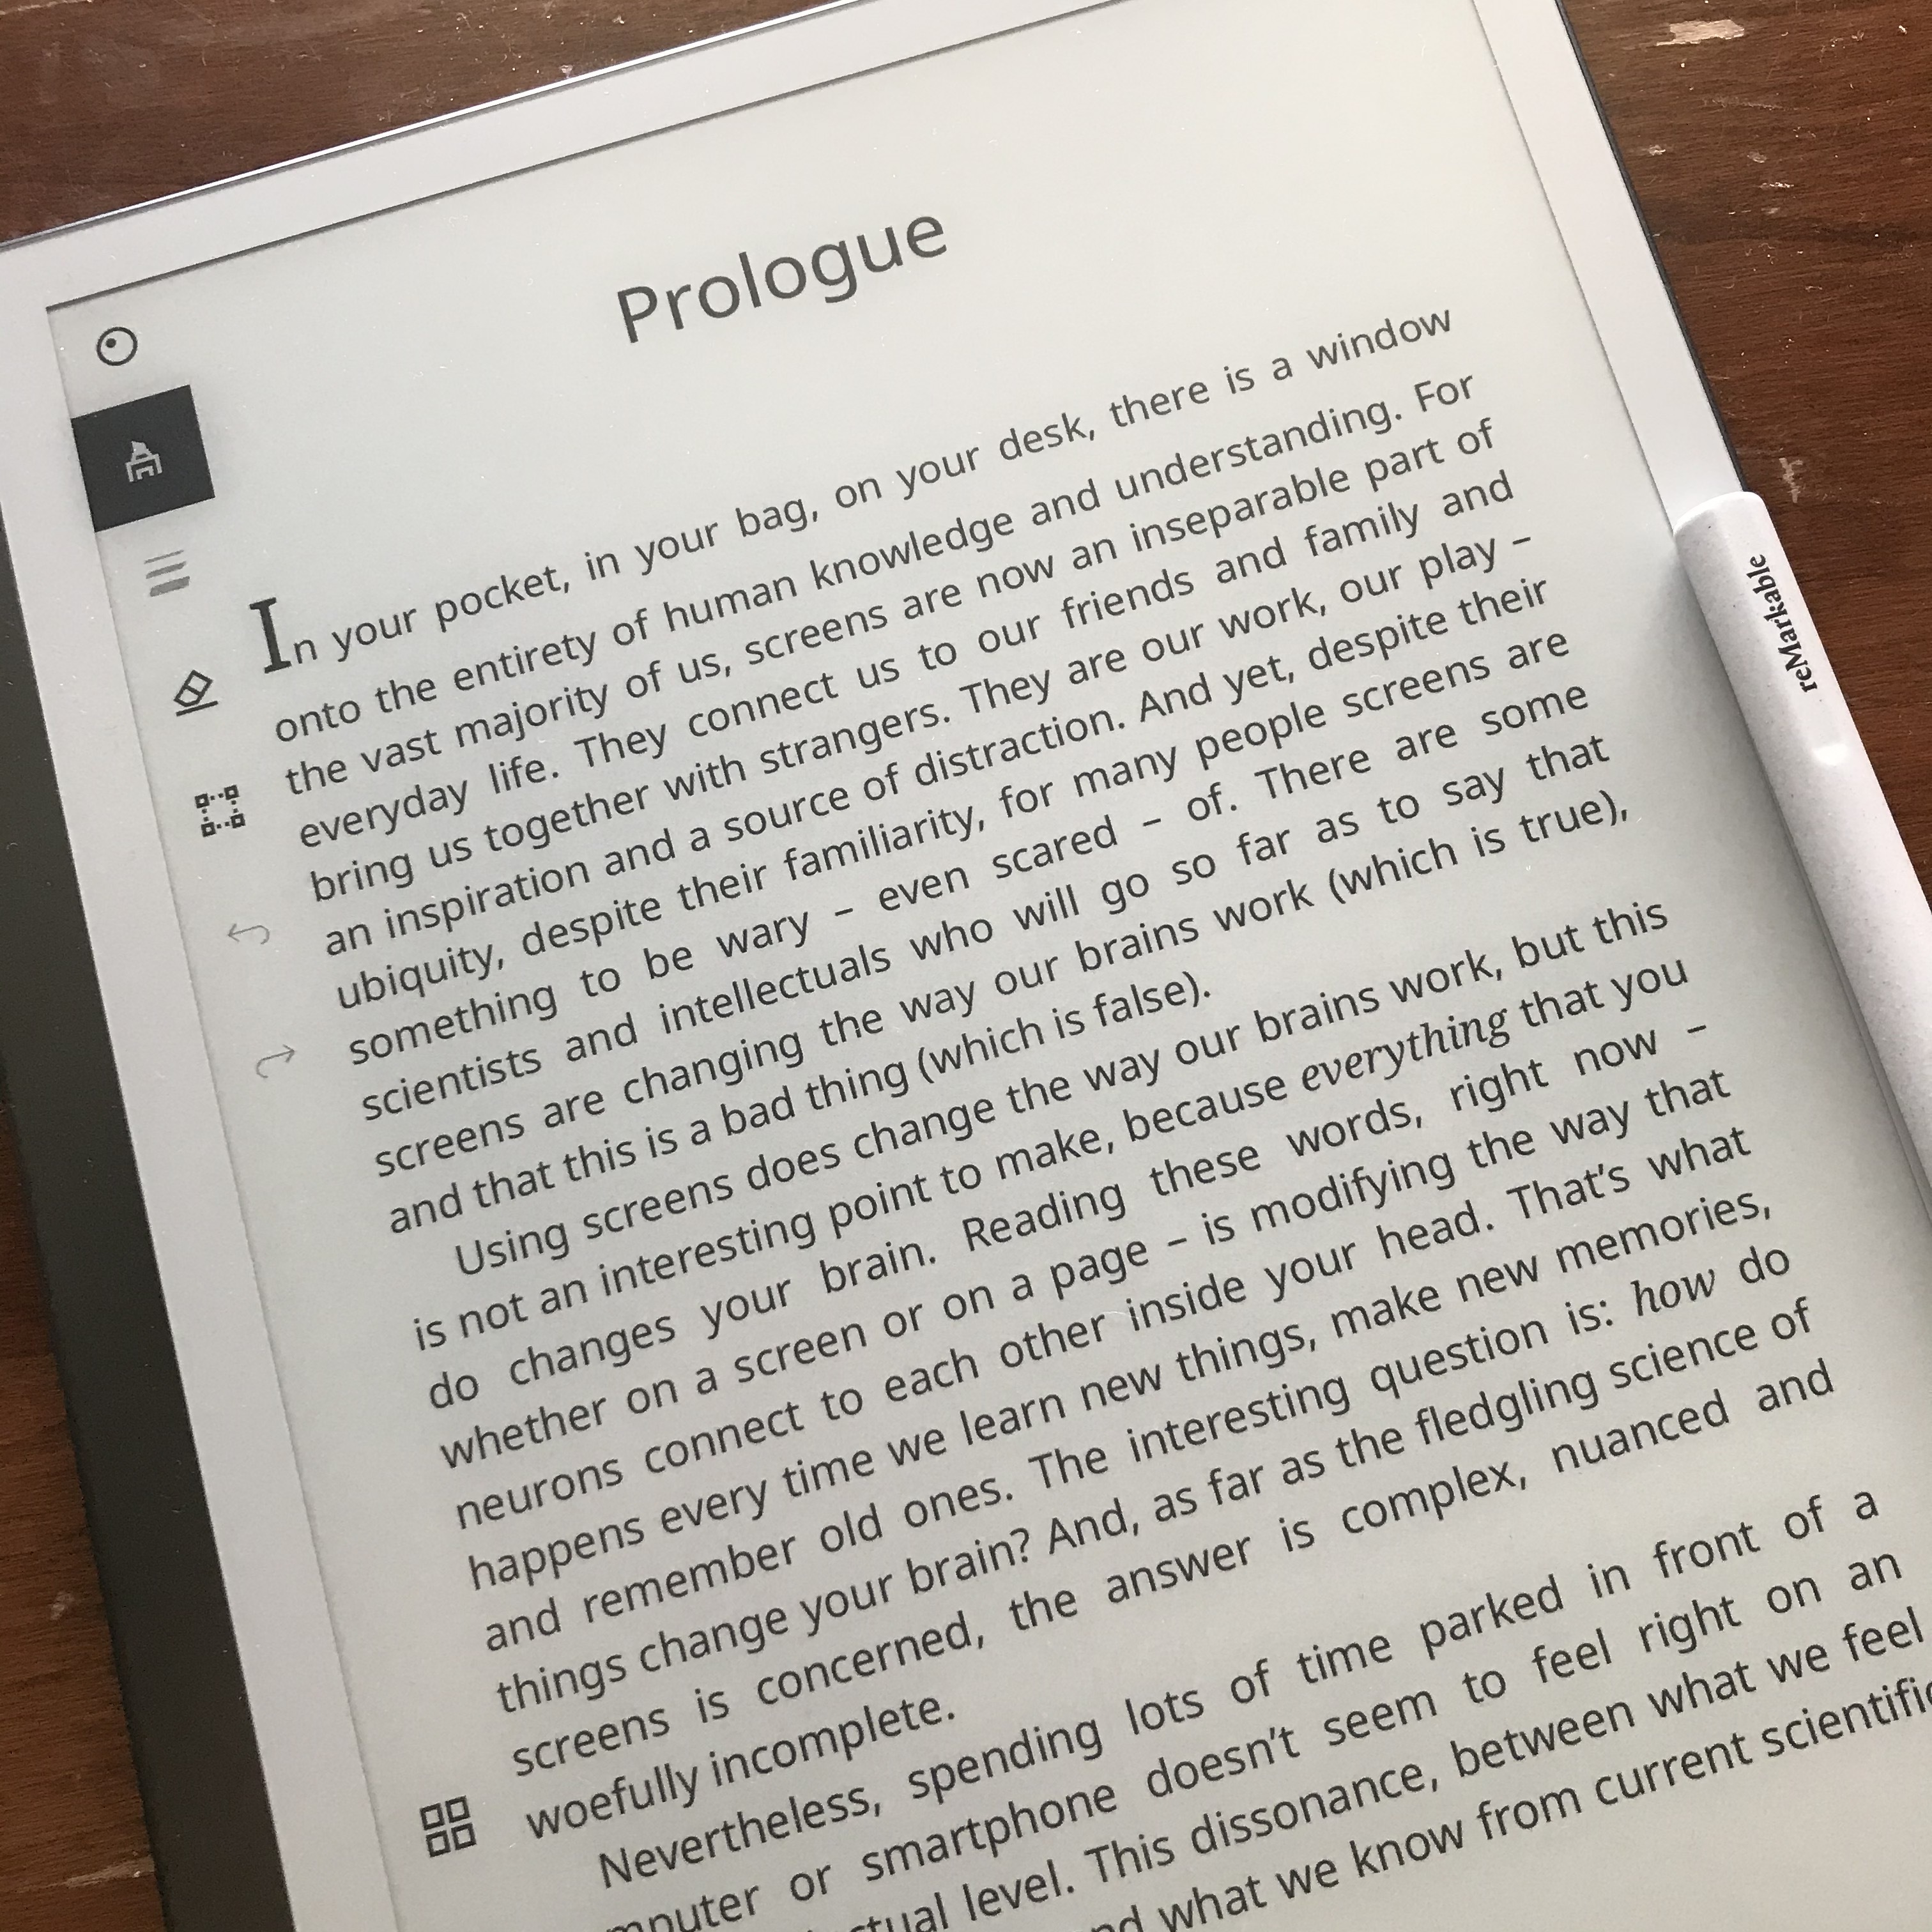 Prologue
In your pocket, in your bag, on your desk, there is a window
onto the entirety of human knowledge and understanding. For
the vast majority of us, screens are now an inseparable part of
everyday life. They connect us to our friends and family and
bring us together with strangers. They are our work, our play –
an inspiration and a source of distraction. And yet, despite their
ubiquity, despite their familiarity, for many people screens are
something to be wary – even scared – of. There are some
scientists and intellectuals who will go so far as to say that
screens are changing the way our brains work (which is true),
and that this is a bad thing (which is false).
Using screens does change the way our brains work, but this
is not an interesting point to make, because everything that you
do changes your brain. Reading these words, right now –
whether on a screen or on a page – is modifying the way that
neurons connect to each other inside your head. That’s what
happens every time we learn new things, make new memories,
and remember old ones. The interesting question is: how do
things change your brain? And, as far as the fledgling science of
screens is concerned, the answer is complex, nuanced and
woefully incomplete.
Nevertheless, spending lots of time parked in front of a
or smartphone doesn’t seem to feel right on an
level. This dissonance, between what we feel
what we know from current scientific
reMarkable